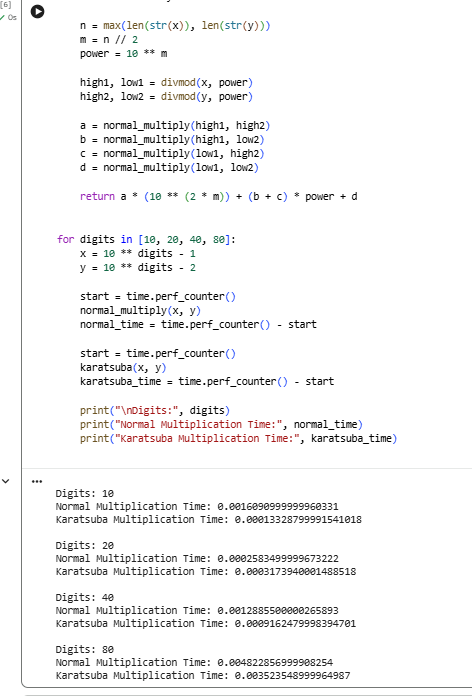 [6]
✓ 0s
n = max(len(str(x)), len(str(y)))
m = n // 2
power = 10 ** m
high1, low1 = divmod(x, power)
high2, low2 = divmod(y, power)
a = normal_multiply(high1, high2)
b = normal_multiply(high1, low2)
c = normal_multiply(low1, high2)
d = normal_multiply(low1, low2)
return a * (10 ** (2 * m)) + (b + c) * power + d
for digits in [10, 20, 40, 80]:
x = 10 ** digits - 1
y = 10 ** digits - 2
start = time.perf_counter()
normal_multiply(x, y)
normal_time = time.perf_counter() - start
start = time.perf_counter()
karatsuba(x, y)
karatsuba_time = time.perf_counter() - start
print("\nDigits:", digits)
print("Normal Multiplication Time:", normal_time)
print("Karatsuba Multiplication Time:", karatsuba_time)
...
Digits: 10
Normal Multiplication Time: 0.0016090999999960331
Karatsuba Multiplication Time: 0.00013328799991541018
Digits: 20
Normal Multiplication Time: 0.0002583499999673222
Karatsuba Multiplication Time: 0.0003173940001488518
Digits: 40
Normal Multiplication Time: 0.0012885500000265893
Karatsuba Multiplication Time: 0.0009162479998394701
Digits: 80
Normal Multiplication Time: 0.004822856999908254
Karatsuba Multiplication Time: 0.003523548999964987